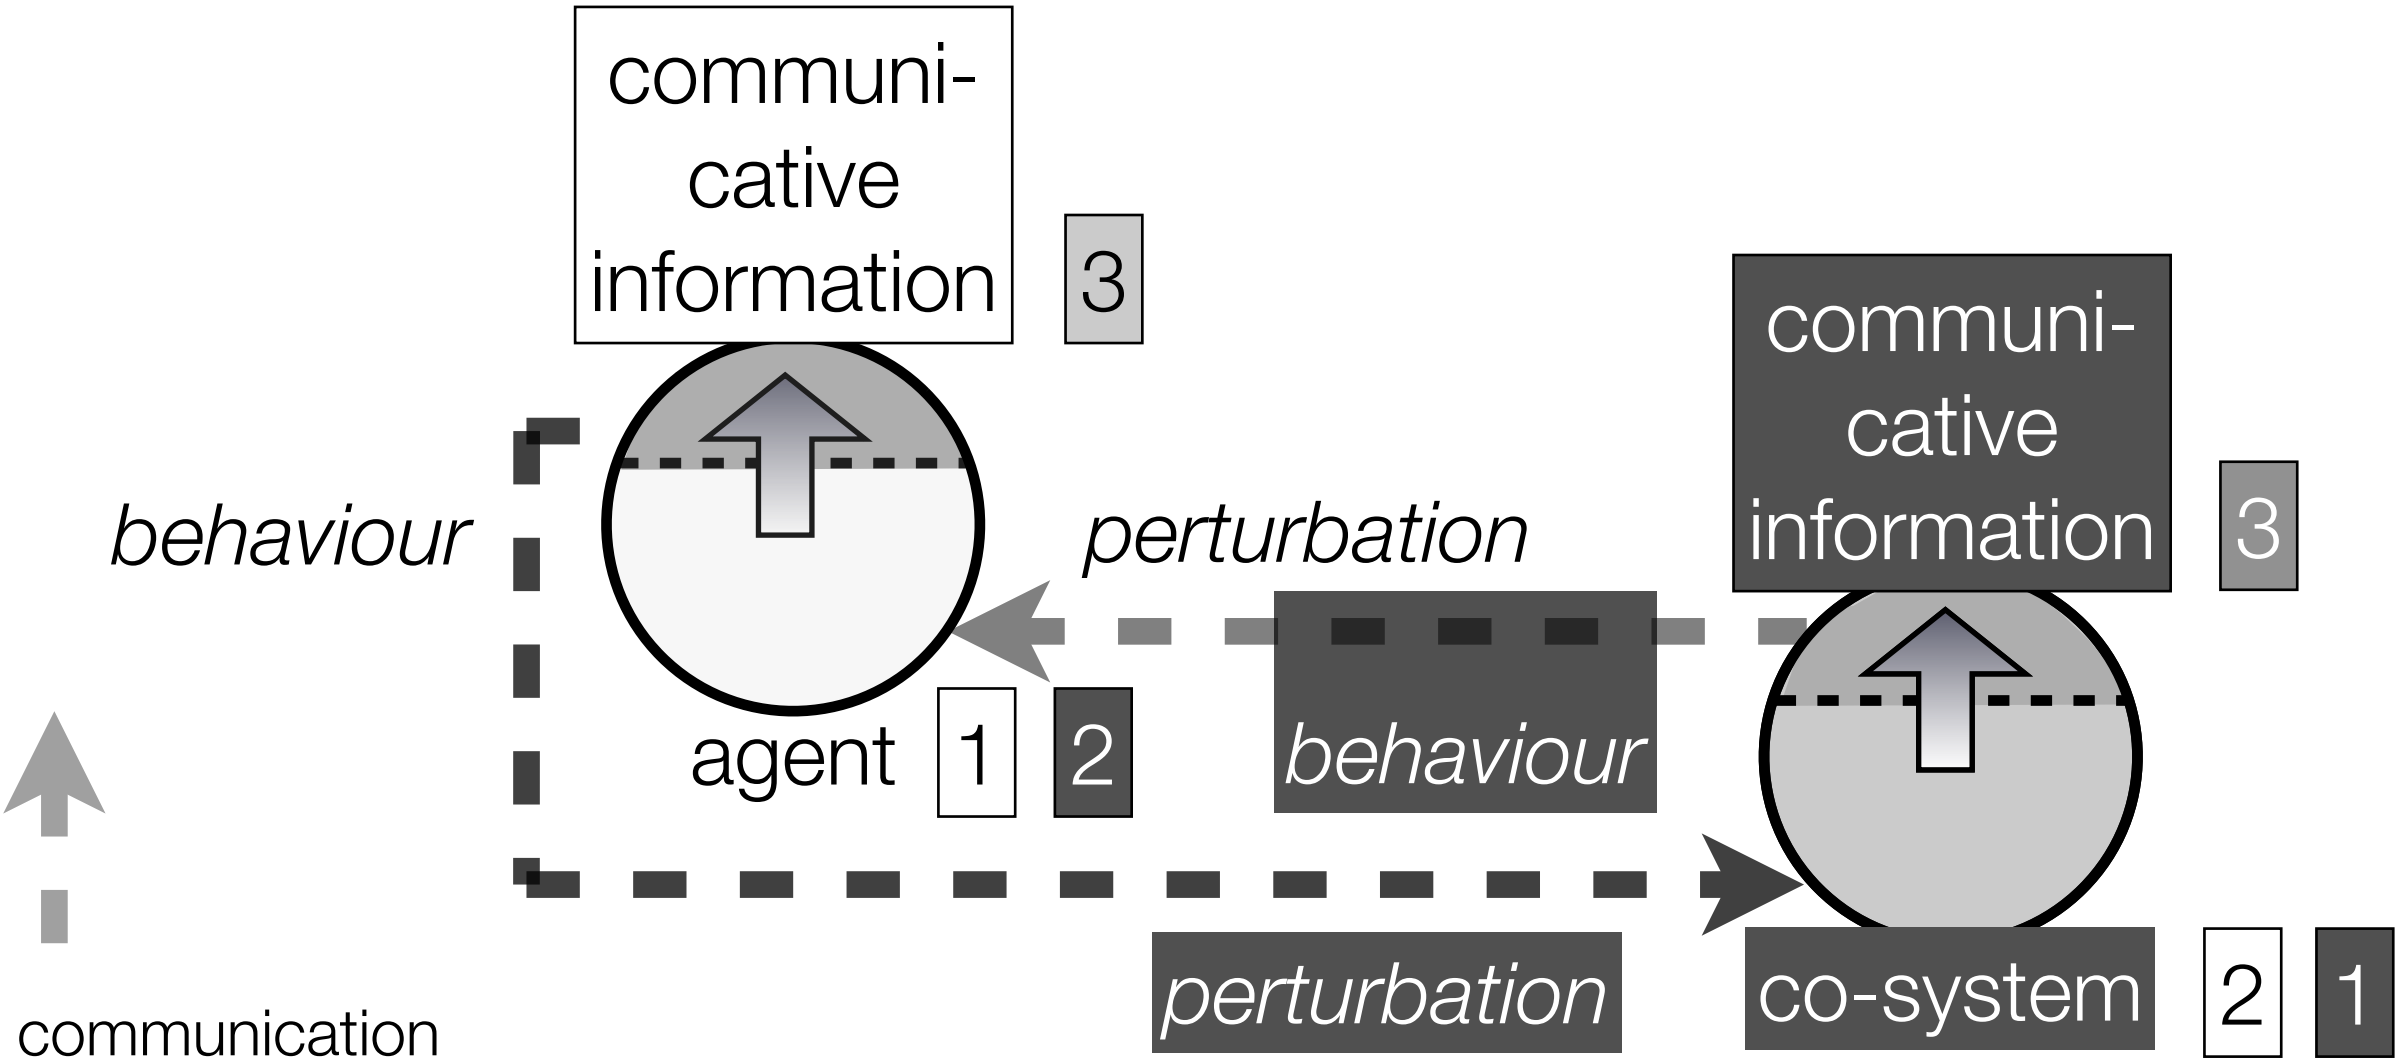 communi-
cative
information
3
communi-
cative
information
3
behaviour
perturbation
behaviour
agent 1 2
perturbation
co-system 2 1
communication